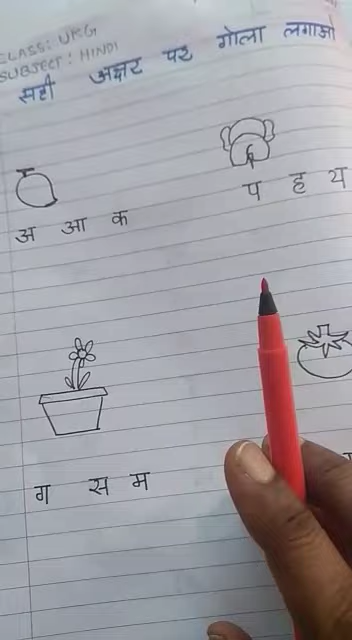 CLASS: UKG
SUBJECT: HINDI
सही अक्षर पर गोला लगाओ
अ आ क
प ह य
ग स म